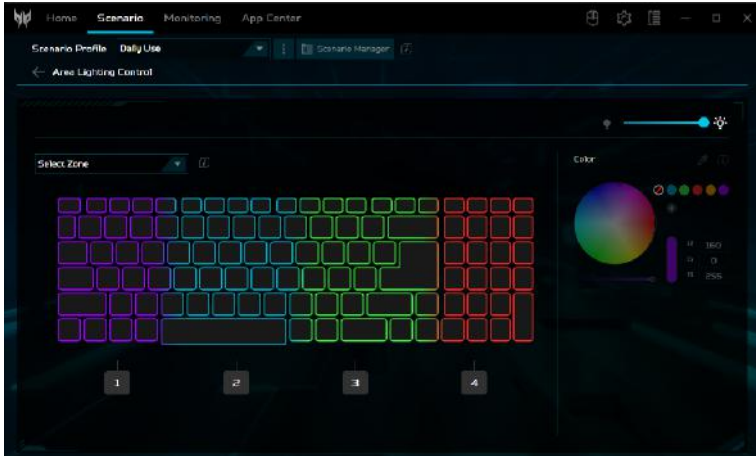 Home Scenario Monitoring App Center
Scenario Profile Daily Use Scenario Manager
Area Lighting Control
Select Zone
Color
160
0
255
1 2 3 4